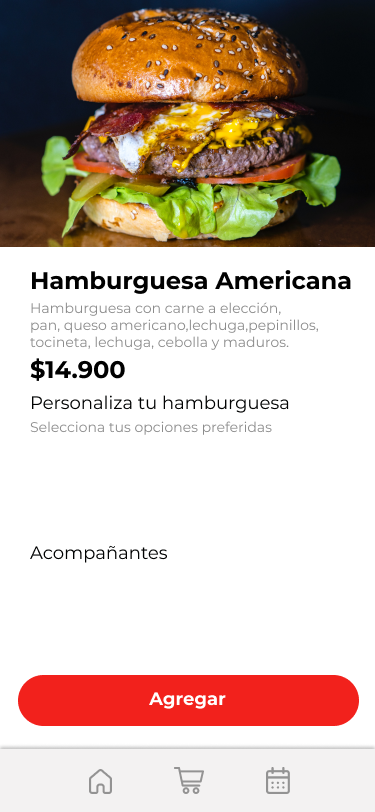 Hamburguesa Americana
Hamburguesa con carne a elección,
pan, queso americano,lechuga,pepinillos,
tocineta, lechuga, cebolla y maduros.
$14.900
Personaliza tu hamburguesa
Selecciona tus opciones preferidas
Acompañantes
Agregar